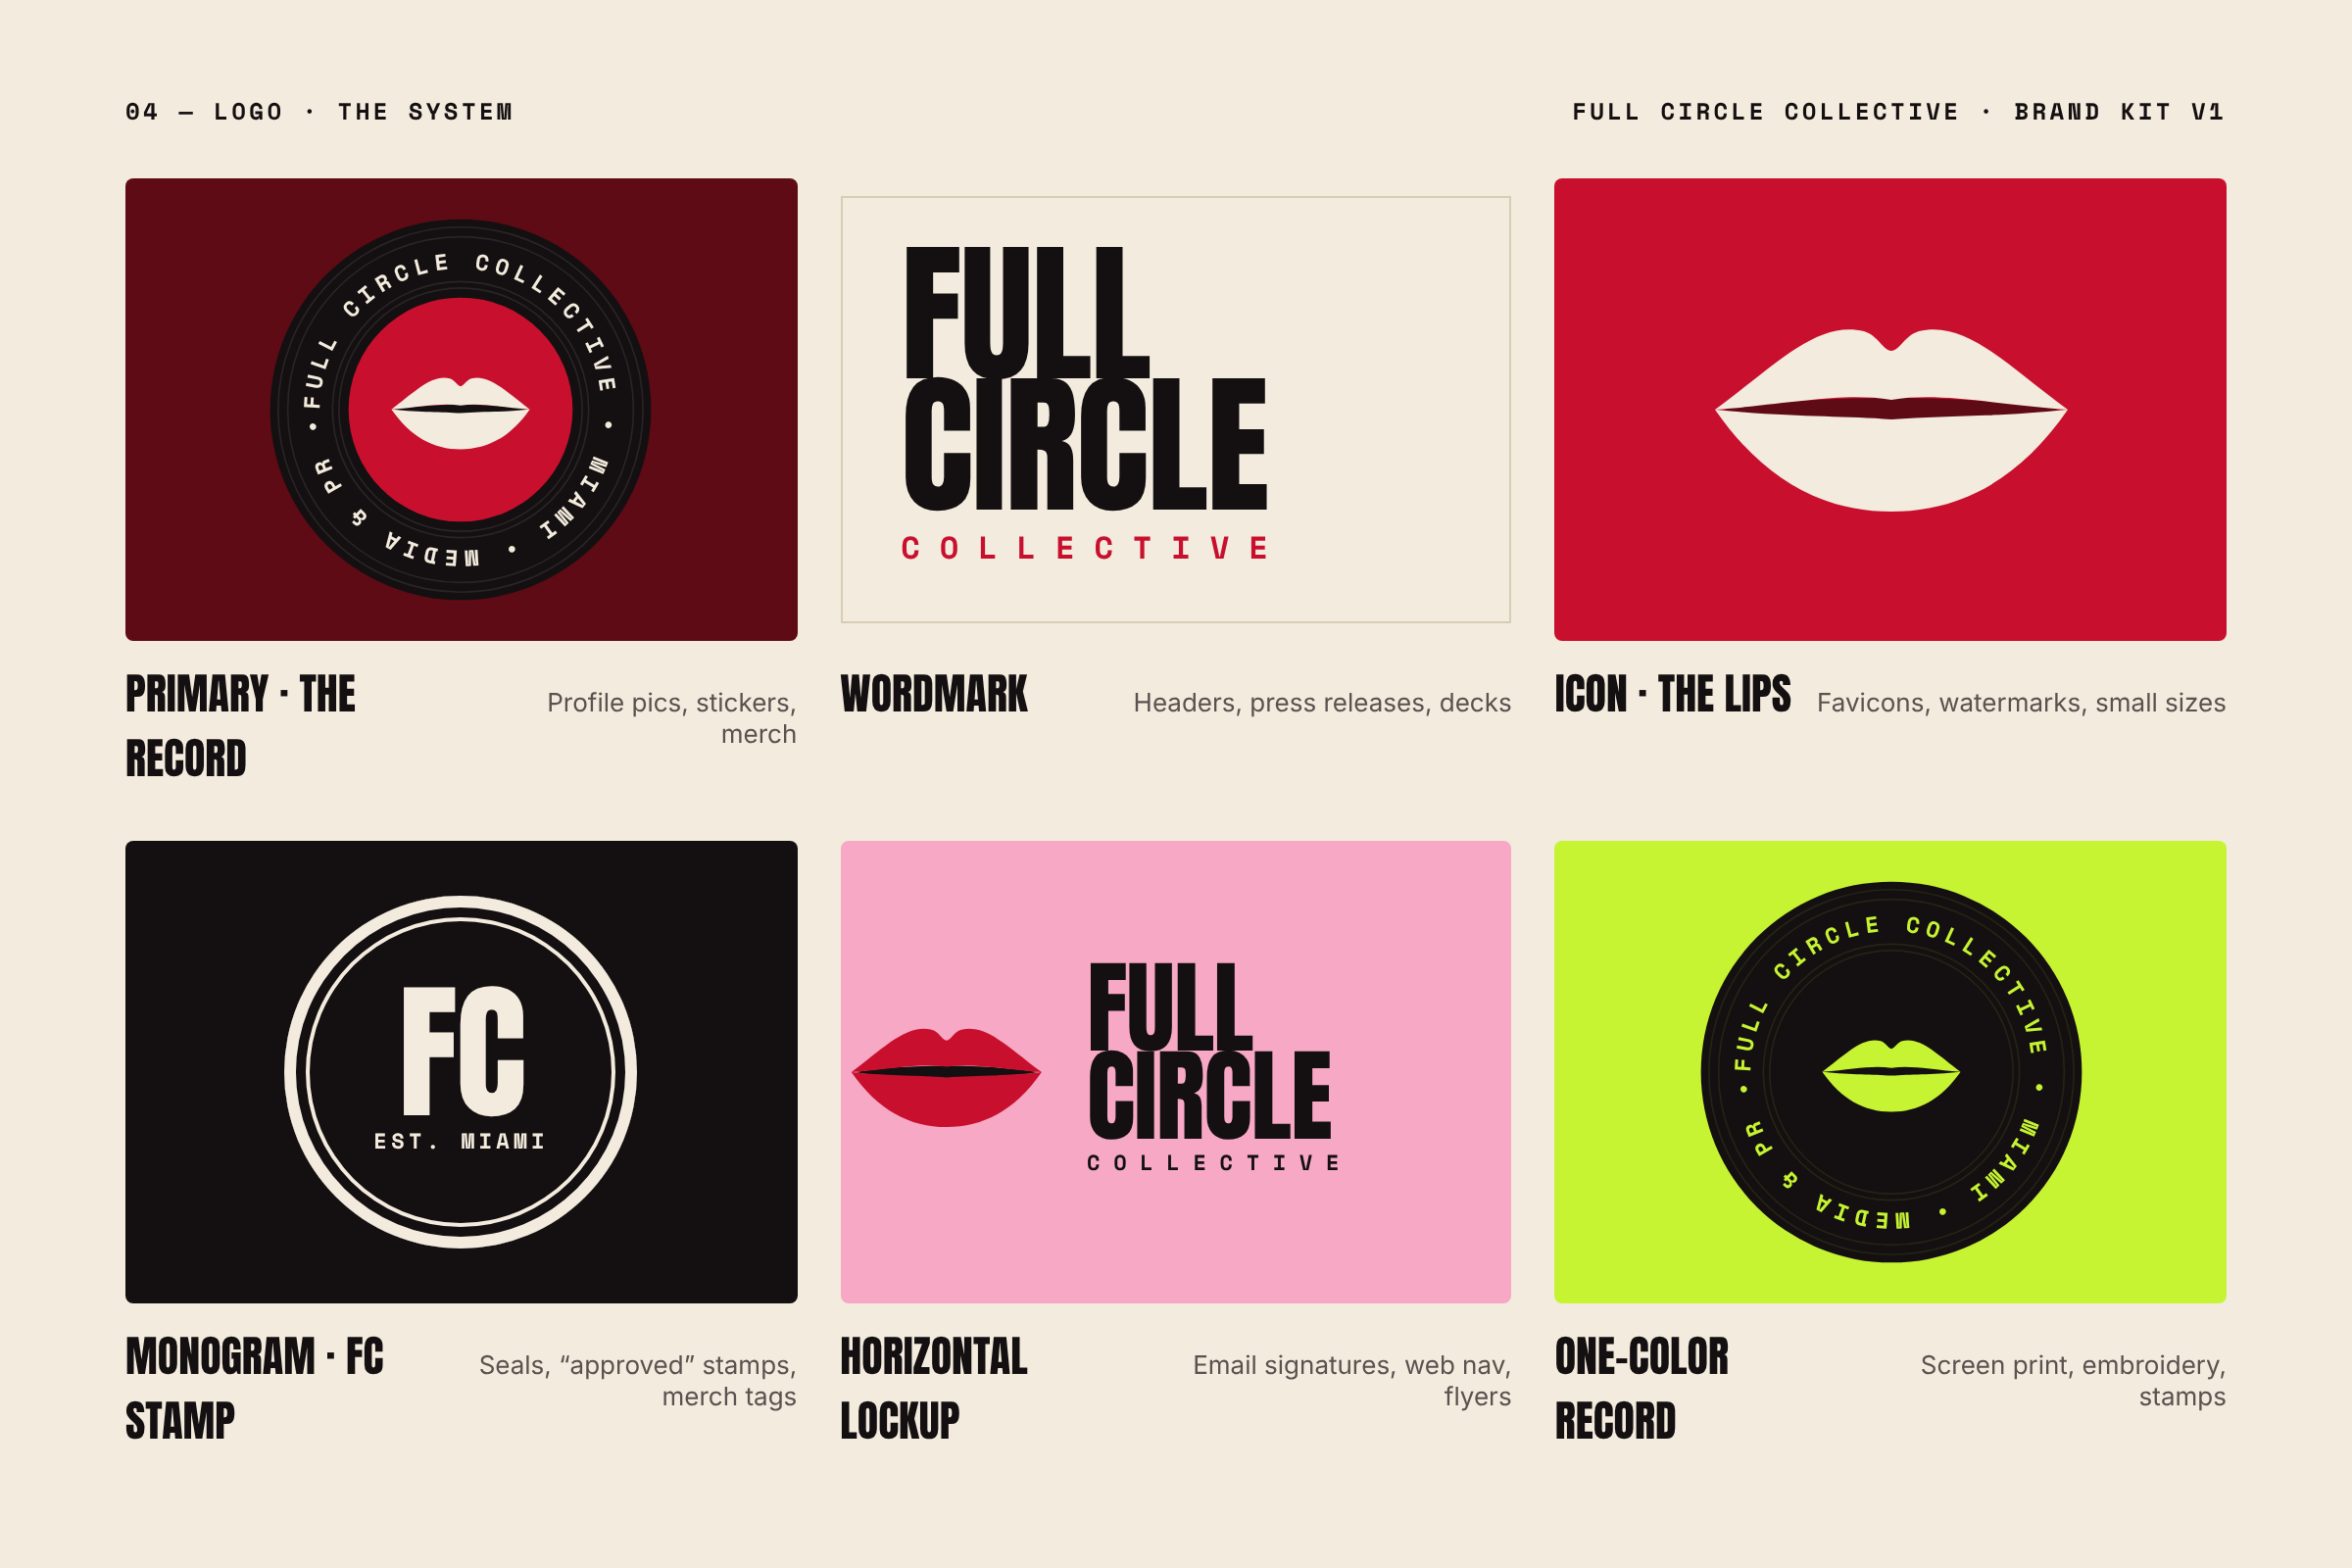 04 — LOGO · THE SYSTEM
FULL CIRCLE COLLECTIVE · BRAND KIT V1
FULL CIRCLE COLLECTIVE • MIAMI • MEDIA & PR •
FULL
CIRCLE
COLLECTIVE
PRIMARY · THE
RECORD
Profile pics, stickers,
merch
WORDMARK
Headers, press releases, decks
ICON · THE LIPS
Favicons, watermarks, small sizes
FC
EST. MIAMI
FULL
CIRCLE
COLLECTIVE
FULL CIRCLE COLLECTIVE • MIAMI • MEDIA & PR •
MONOGRAM · FC
STAMP
Seals, “approved” stamps,
merch tags
HORIZONTAL
LOCKUP
Email signatures, web nav,
flyers
ONE-COLOR
RECORD
Screen print, embroidery,
stamps